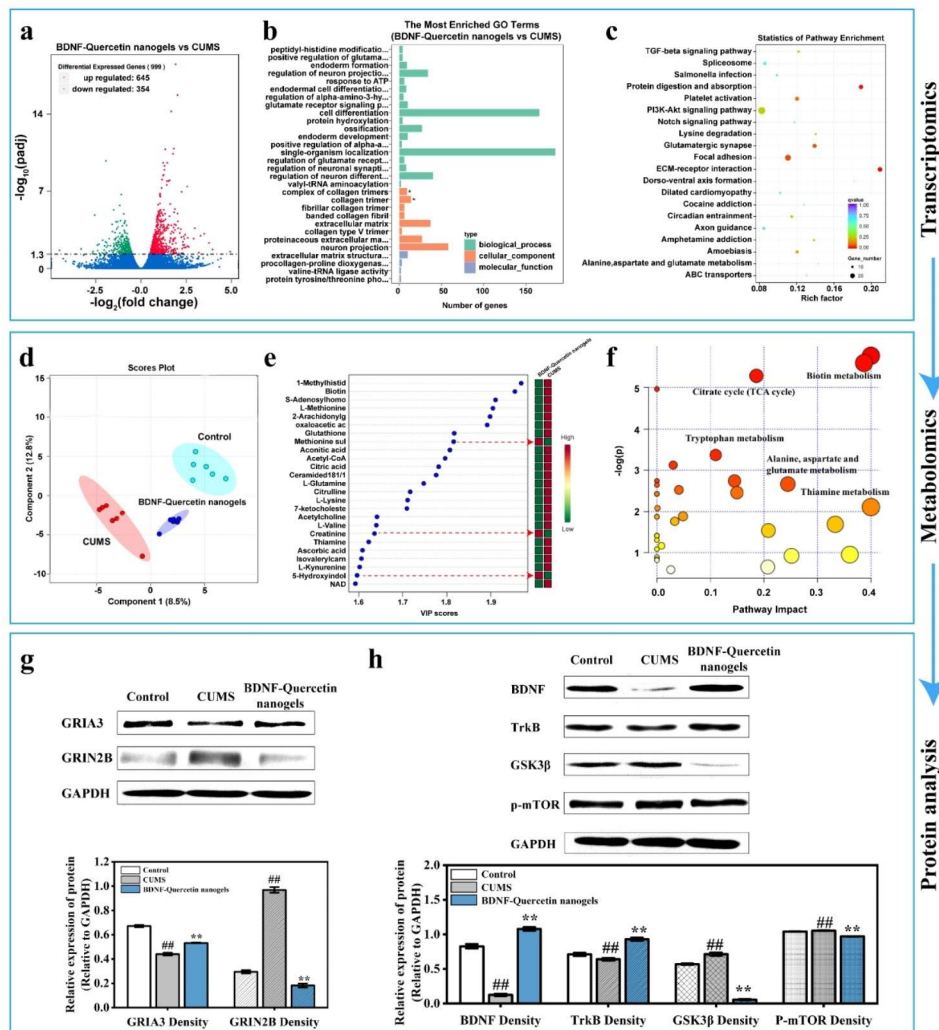 a
BDNF-Quercetin nanogels vs CUMS
Differential Expressed Genes ( 999 )
up regulated: 645
down regulated: 354
14
7
1.3
0
-5.0
-2.5
-0.0
2.5
5.0
-log10(padj)
-log2(fold change)
b
The Most Enriched GO Terms
(BDNF-Quercetin nanogels vs CUMS)
peptidyl-histidine modificatio...
positive regulation of glutama...
endoderm formation
regulation of neuron projectio...
response to ATP
endodermal cell differentiatio...
regulation of alpha-amino-3-hy...
glutamate receptor signaling p...
cell differentiation
protein hydroxylation
ossification
endoderm development
positive regulation of alpha-a...
single-organism localization
regulation of glutamate recept...
regulation of neuronal synapti...
regulation of neuron different...
valyl-tRNA aminoacylation
complex of collagen trimers
collagen trimer
fibrillar collagen trimer
banded collagen fibril
extracellular matrix
collagen type V trimer
proteinaceous extracellular ma...
neuron projection
extracellular matrix structura...
procollagen-proline dioxygenas...
valine-tRNA ligase activity
protein tyrosine/threonine pho...
type
biological_process
cellular_component
molecular_function
0
50
100
150
Number of genes
c
Statistics of Pathway Enrichment
TGF-beta signaling pathway
Spliceosome
Salmonella infection
Protein digestion and absorption
Platelet activation
PI3K-Akt signaling pathway
Notch signaling pathway
Lysine degradation
Glutamatergic synapse
Focal adhesion
ECM-receptor interaction
Dorso-ventral axis formation
Dilated cardiomyopathy
Cocaine addiction
Circadian entrainment
Axon guidance
Amphetamine addiction
Amoebiasis
Alanine,aspartate and glutamate metabolism
ABC transporters
qvalue
1.00
0.75
0.50
0.25
0.00
Gene_number
10
20
0.08
0.12
0.16
0.20
Rich factor
Transcriptomics
d
Scores Plot
Control
BDNF-Quercetin nanogels
CUMS
15
10
5
0
-5
-10
-5
0
5
Component 2 (12.8%)
Component 1 (8.5%)
e
BDNF-Quercetin nanogels
CUMS
1-Methylhistid
Biotin
S-Adenosylhomo
L-Methionine
2-Arachidonylg
oxaloacetic ac
Glutathione
Methionine sul
Aconitic acid
Acetyl-CoA
Citric acid
Ceramided181/1
L-Glutamine
Citrulline
L-Lysine
7-ketocholeste
Acetylcholine
L-Valine
Creatinine
Thiamine
Ascorbic acid
Isovalerylcarn
L-Kynurenine
5-Hydroxyindol
NAD
High
Low
1.6
1.7
1.8
1.9
VIP scores
f
Biotin metabolism
Citrate cycle (TCA cycle)
Tryptophan metabolism
Alanine, aspartate and
glutamate metabolism
Thiamine metabolism
5
4
3
2
1
0.0
0.1
0.2
0.3
0.4
-log(p)
Pathway Impact
Metabolomics
g
Control
CUMS
BDNF-Quercetin
nanogels
GRIA3
GRIN2B
GAPDH
Relative expression of protein
(Relative to GAPDH)
1.2
1.0
0.8
0.6
0.4
0.2
0.0
Control
CUMS
BDNF-Quercetin nanogels
##
**
##
**
GRIA3 Density
GRIN2B Density
h
Control
CUMS
BDNF-Quercetin
nanogels
BDNF
TrkB
GSK3β
p-mTOR
GAPDH
Relative expression of protein
(Relative to GAPDH)
2.0
1.5
1.0
0.5
0.0
Control
CUMS
BDNF-Quercetin nanogels
##
**
##
**
##
**
##
**
BDNF Density
TrkB Density
GSK3β Density
P-mTOR Density
Protein analysis